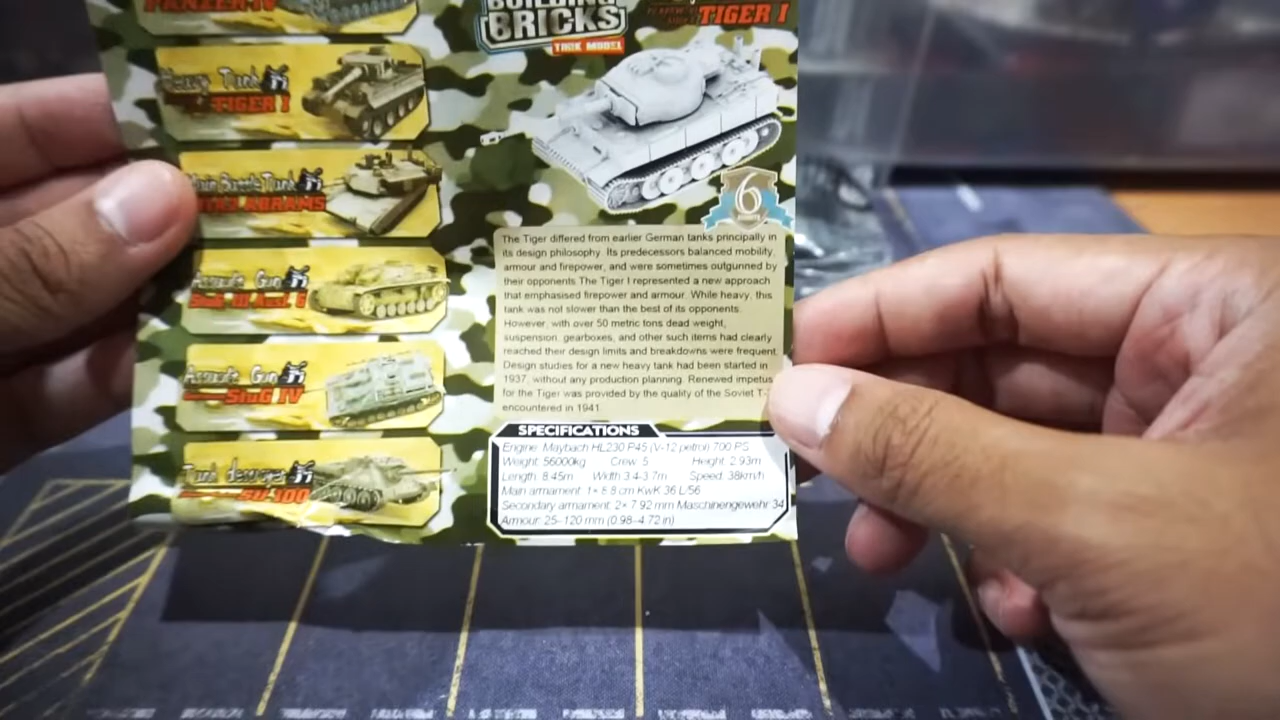 PANZER IV
Heavy Tank
TIGER I
Main Battle Tank
ABRAMS
Assault Gun
StuG III Ausf. G
Assault Gun
StuG IV
Tank destroyer
SU-100
BUILDING
BRICKS
TANK MODEL
TIGER I
6
The Tiger differed from earlier German tanks principally in
its design philosophy. Its predecessors balanced mobility,
armour and firepower, and were sometimes outgunned by
their opponents.The Tiger I represented a new approach
that emphasised firepower and armour. While heavy, this
tank was not slower than the best of its opponents.
However, with over 50 metric tons dead weight,
suspension, gearboxes, and other such items had clearly
reached their design limits and breakdowns were frequent.
Design studies for a new heavy tank had been started in
1937, without any production planning. Renewed impetus
for the Tiger was provided by the quality of the Soviet T-
encountered in 1941.
SPECIFICATIONS
Engine: Maybach HL230 P45 (V-12 petrol) 700 PS
Weight: 56000kg Crew: 5 Height: 2.93m
Length: 8.45m Width 3.4-3.7m Speed: 38km/h
Main armament: 1× 8.8 cm KwK 36 L/56
Secondary armament: 2× 7.92 mm Maschinengewehr 34
Armour: 25–120 mm (0.98–4.72 in)